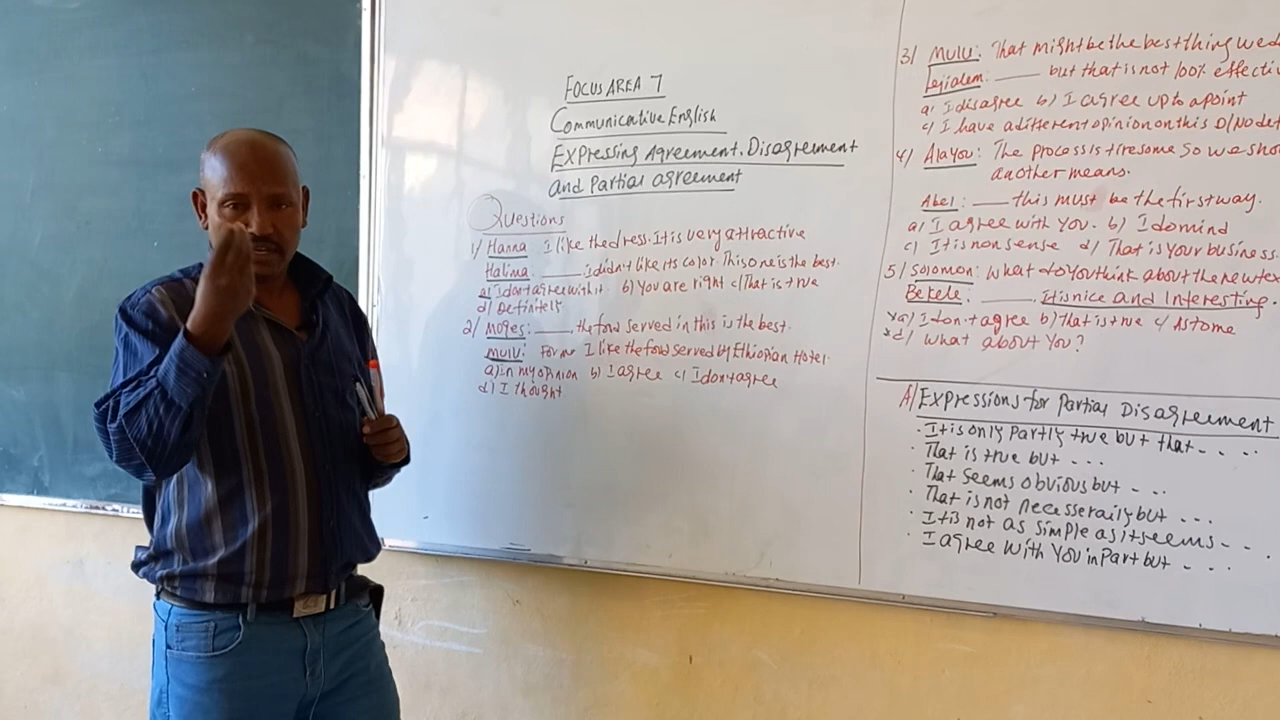 FOCUS AREA 7
Communicative English
Expressing Agreement, Disagreement
and Partial agreement
Questions
1/ Hanna I like the dress. It is very attractive
Halima: ____ i didn't like its color. This one is the best.
a) I don't agree with it b) You are right c) That is true
d) Definitely
2/ Moges: ____, the food served in this is the best.
Mulu: For me I like the food served by Ethiopian Hotel.
a) in my opinion b) I agree c) I don't agree
d) I thought
3/ Mulu: That might be the best thing we d
____ but that is not 100% effecti
a) I disagree b) I agree up to a point
c) I have a different opinion on this D/ No det
4/ Alayou: The process is tiresome so we sho
another means.
Abel: ____ this must be the first way.
a) I agree with you. b) I do mind
c) It is non sense d) That is your business.
5/ Solomon: What do you think about the new te
Bekele: ____, it is nice and Interesting.
*a) I don't agree b) that is true c/ As to me
*d/ What about You?
A/ Expressions for Partial Disagreement
· It is only Partly true but that . . . .
· That is true but . . .
· That seems obvious but - . .
· That is not necesseraily but . . .
· It is not as simple as it seems - . .
· I agree with You in Part but . . .